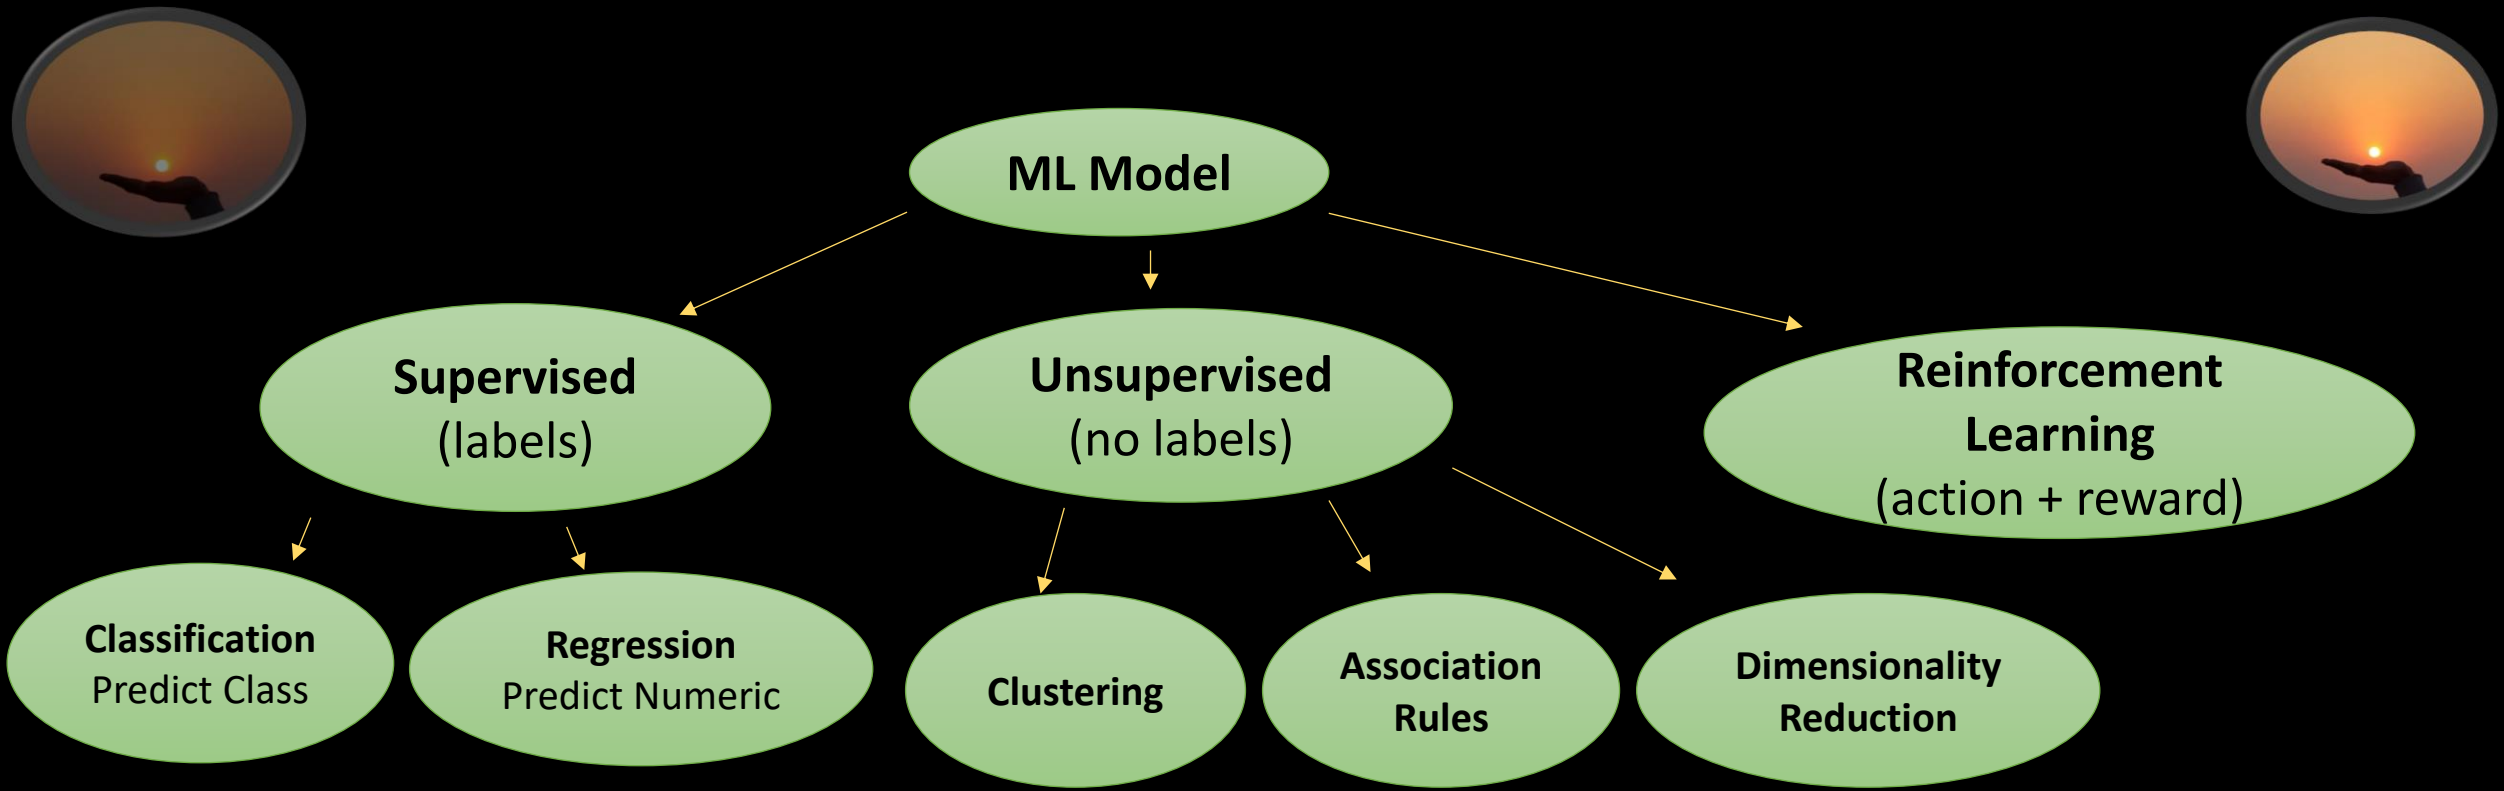 ML Model
Supervised
(labels)
Unsupervised
(no labels)
Reinforcement
Learning
(action + reward)
Classification
Predict Class
Regression
Predict Numeric
Clustering
Association
Rules
Dimensionality
Reduction